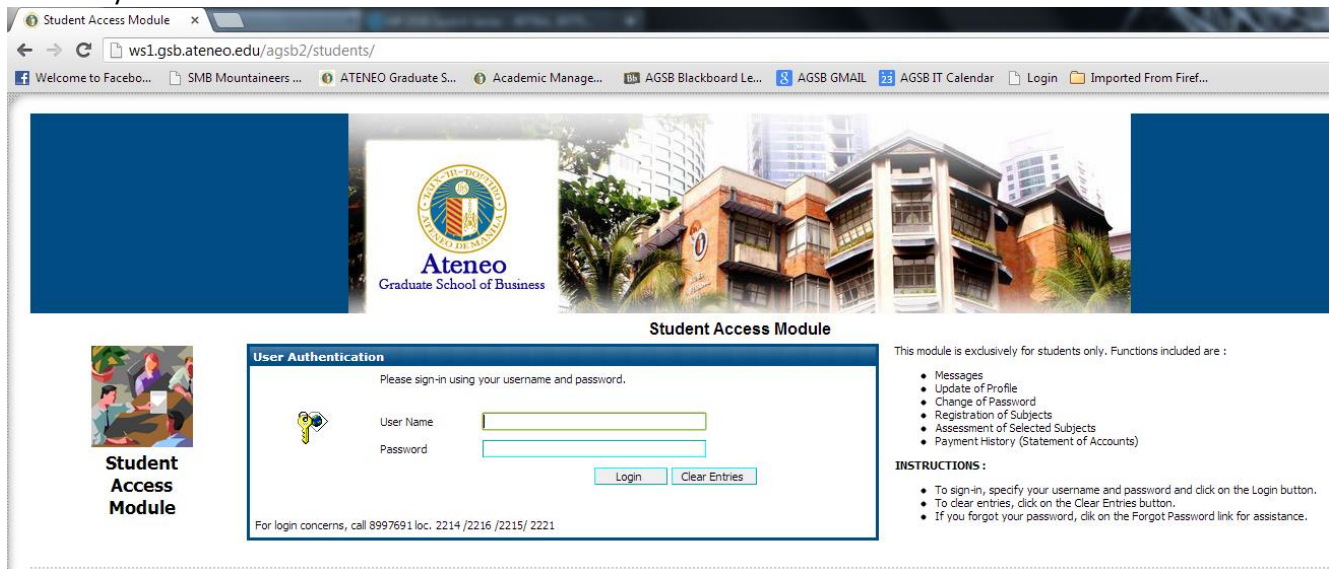 Student Access Module
ws1.gsb.ateneo.edu/agsb2/students/
Welcome to Facebo...
SMB Mountaineers ...
ATENEO Graduate S...
Academic Manage...
AGSB Blackboard Le...
AGSB GMAIL
AGSB IT Calendar
Login
Imported From Firef...
Ateneo
Graduate School of Business
Student Access Module
Student
Access
Module
User Authentication
Please sign-in using your username and password.
User Name
Password
Login
Clear Entries
For login concerns, call 8997691 loc. 2214 /2216 /2215/ 2221
This module is exclusively for students only. Functions included are :
Messages
Update of Profile
Change of Password
Registration of Subjects
Assessment of Selected Subjects
Payment History (Statement of Accounts)
INSTRUCTIONS :
To sign-in, specify your username and password and click on the Login button.
To clear entries, click on the Clear Entries button.
If you forgot your password, clik on the Forgot Password link for assistance.